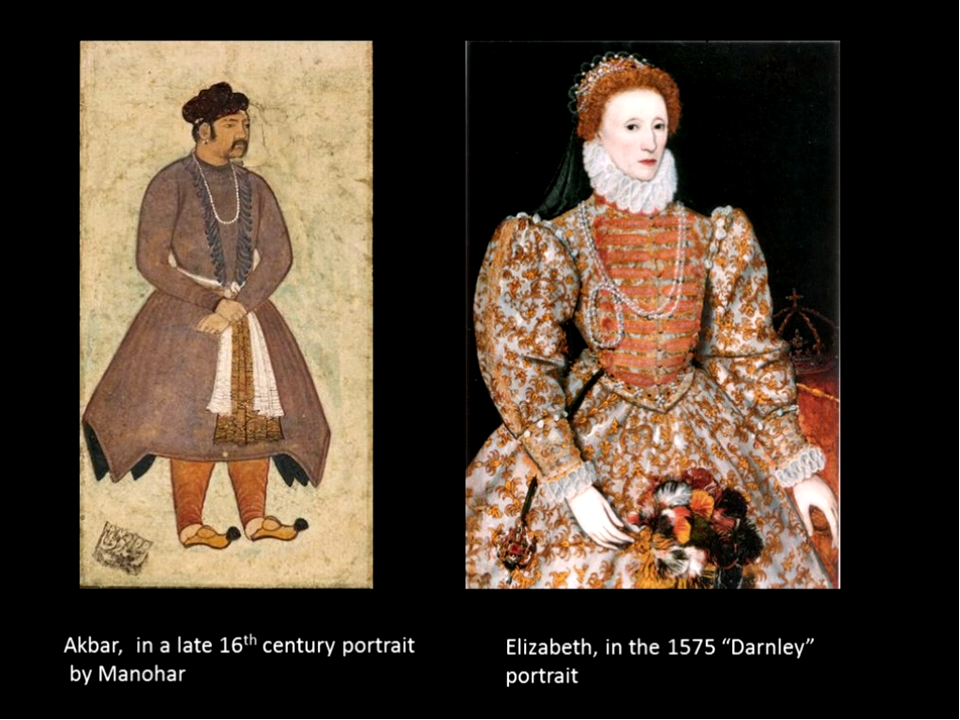 Akbar,  in a late 16th century portrait
by Manohar
Elizabeth, in the 1575 “Darnley”
portrait